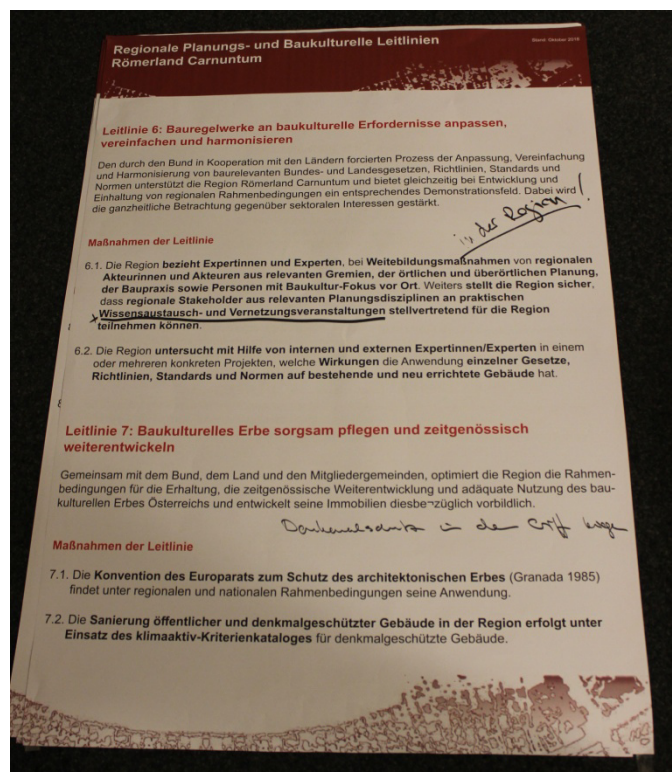 Regionale Planungs- und Baukulturelle Leitlinien
Römerland Carnuntum
Stand: Oktober 2018
Leitlinie 6: Bauregelwerke an baukulturelle Erfordernisse anpassen,
vereinfachen und harmonisieren
Den durch den Bund in Kooperation mit den Ländern forcierten Prozess der Anpassung, Vereinfachung
und Harmonisierung von baurelevanten Bundes- und Landesgesetzen, Richtlinien, Standards und
Normen unterstützt die Region Römerland Carnuntum und bietet gleichzeitig bei Entwicklung und
Einhaltung von regionalen Rahmenbedingungen ein entsprechendes Demonstrationsfeld. Dabei wird
die ganzheitliche Betrachtung gegenüber sektoralen Interessen gestärkt.
in der Region!
Maßnahmen der Leitlinie
6.1. Die Region bezieht Expertinnen und Experten, bei Weitebildungsmaßnahmen von regionalen
Akteurinnen und Akteuren aus relevanten Gremien, der örtlichen und überörtlichen Planung,
der Baupraxis sowie Personen mit Baukultur-Fokus vor Ort. Weiters stellt die Region sicher,
dass regionale Stakeholder aus relevanten Planungsdisziplinen an praktischen
Wissensaustausch- und Vernetzungsveranstaltungen stellvertretend für die Region
teilnehmen können.
6.2. Die Region untersucht mit Hilfe von internen und externen Expertinnen/Experten in einem
oder mehreren konkreten Projekten, welche Wirkungen die Anwendung einzelner Gesetze,
Richtlinien, Standards und Normen auf bestehende und neu errichtete Gebäude hat.
Leitlinie 7: Baukulturelles Erbe sorgsam pflegen und zeitgenössisch
weiterentwickeln
Gemeinsam mit dem Bund, dem Land und den Mitgliedergemeinden, optimiert die Region die Rahmen-
bedingungen für die Erhaltung, die zeitgenössische Weiterentwicklung und adäquate Nutzung des bau-
kulturellen Erbes Österreichs und entwickelt seine Immobilien diesbe¬züglich vorbildlich.
in den Griff
Maßnahmen der Leitlinie
7.1. Die Konvention des Europarats zum Schutz des architektonischen Erbes (Granada 1985)
findet unter regionalen und nationalen Rahmenbedingungen seine Anwendung.
7.2. Die Sanierung öffentlicher und denkmalgeschützter Gebäude in der Region erfolgt unter
Einsatz des klimaaktiv-Kriterienkataloges für denkmalgeschützte Gebäude.